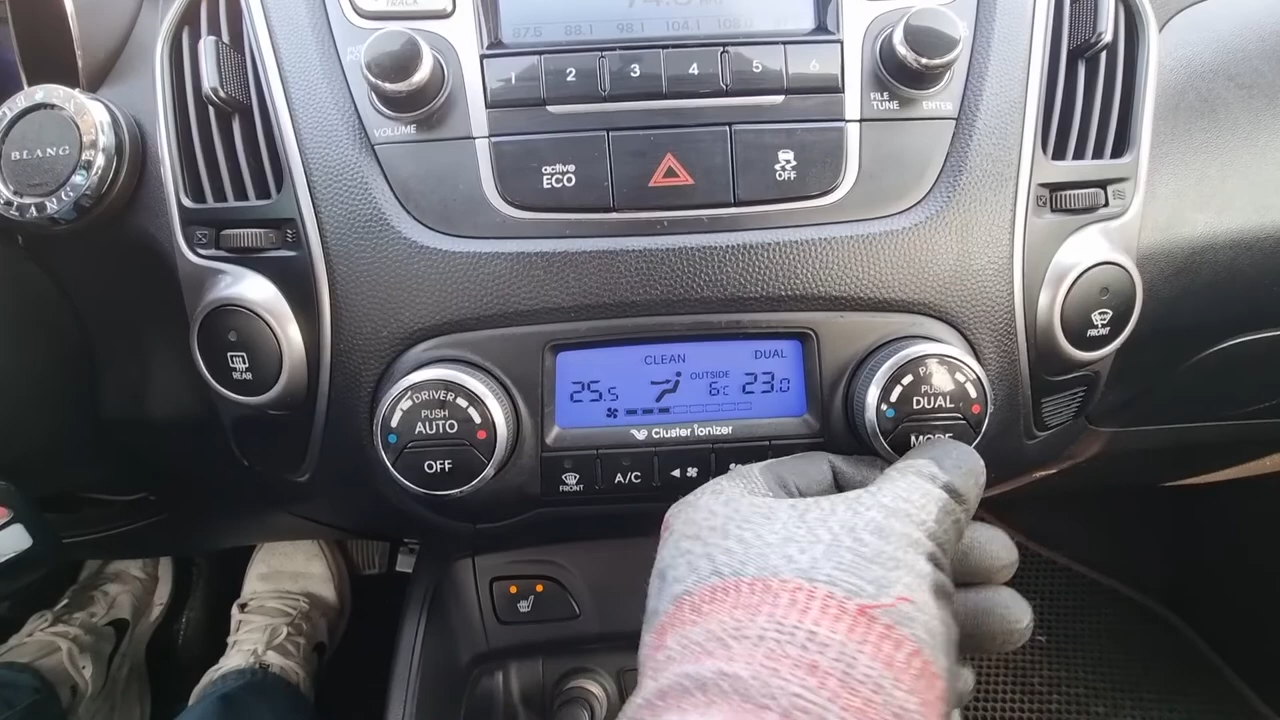 TRACK
87.5 88.1 98.1 104.1 108.0
1 2 3 4 5 6
VOLUME
FILE
TUNE
ENTER
active
ECO
OFF
BLANG
REAR
FRONT
DRIVER
PUSH
AUTO
OFF
CLEAN DUAL
25.5 OUTSIDE 6°C 23.0
Cluster ionizer
FRONT
A/C
PASS
PUSH
DUAL
MODE